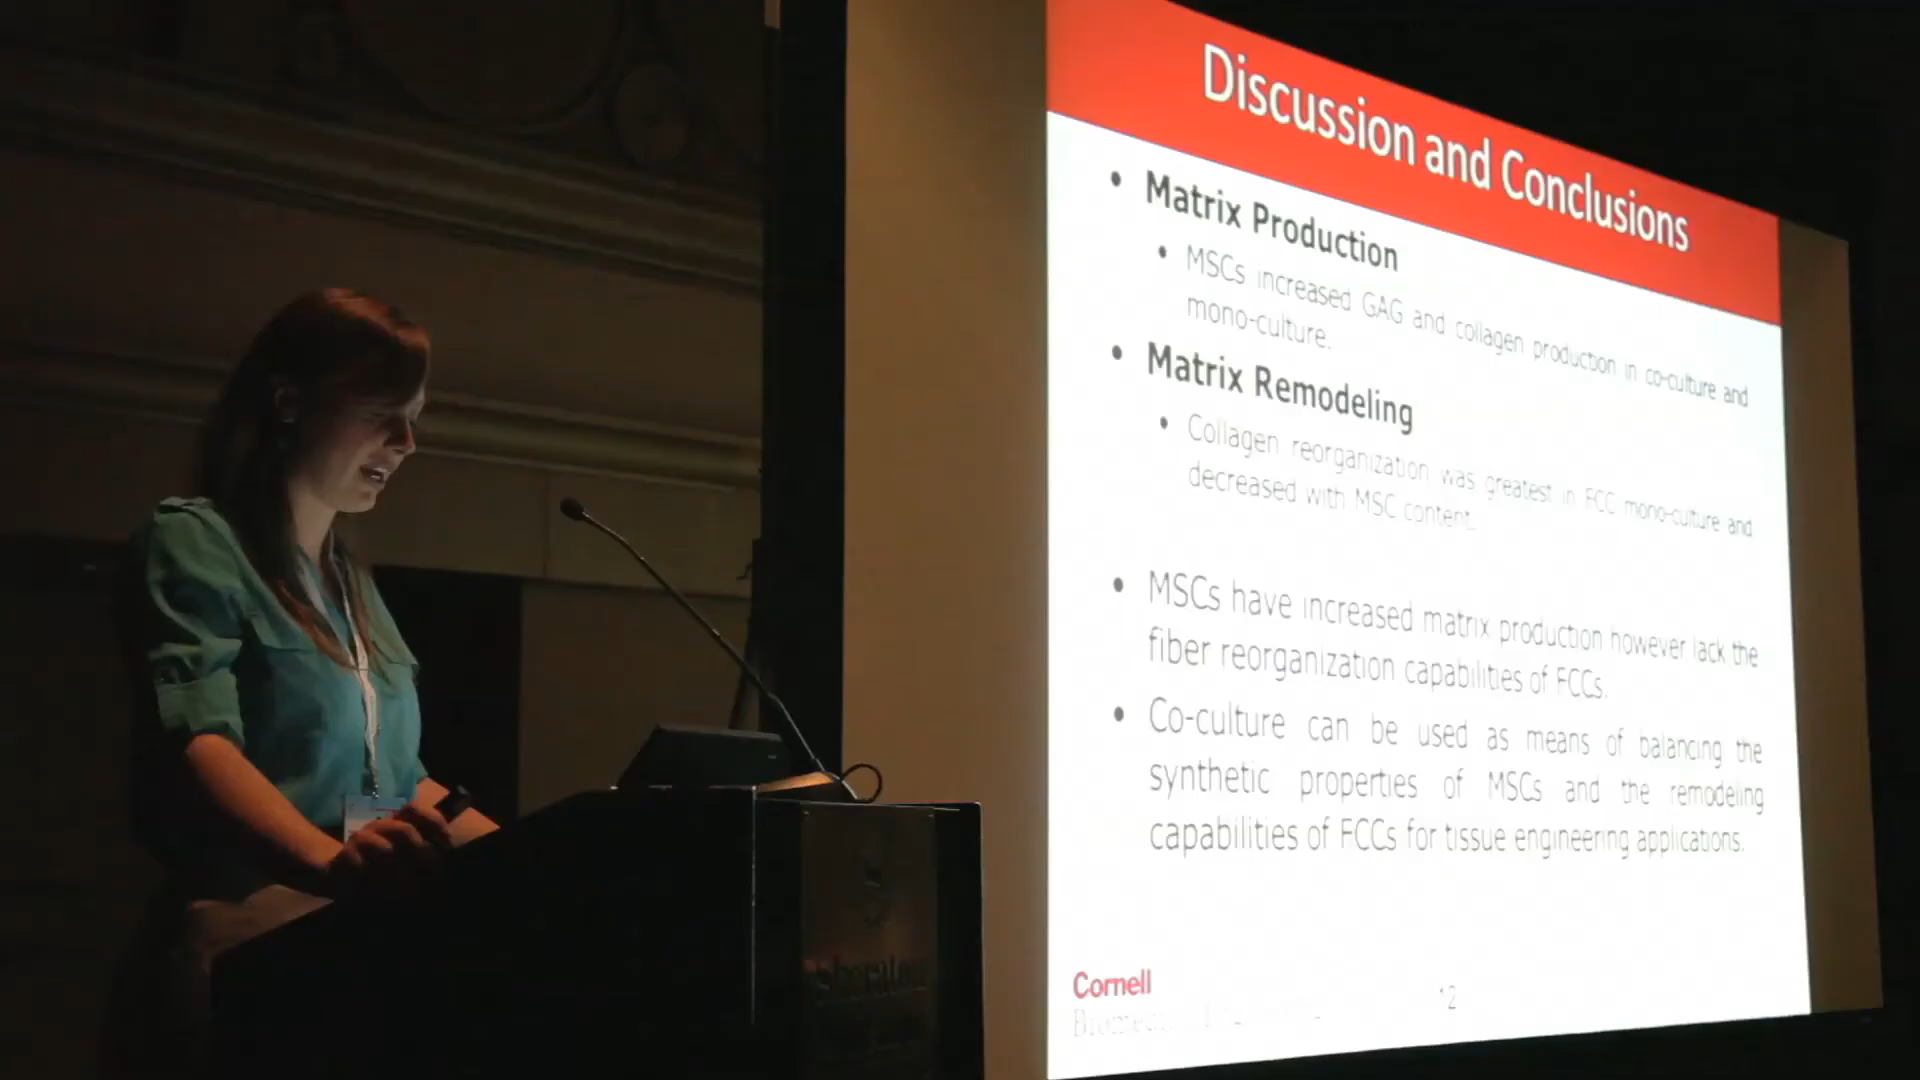 Discussion and Conclusions
• Matrix Production
• MSCs increased GAG and collagen production in co-culture and
mono-culture.
• Matrix Remodeling
• Collagen reorganization was greatest in FCC mono-culture and
decreased with MSC content.
• MSCs have increased matrix production however lack the
fiber reorganization capabilities of FCCs.
• Co-culture can be used as means of balancing the
synthetic properties of MSCs and the remodeling
capabilities of FCCs for tissue engineering applications.
Cornell
12
Sheraton